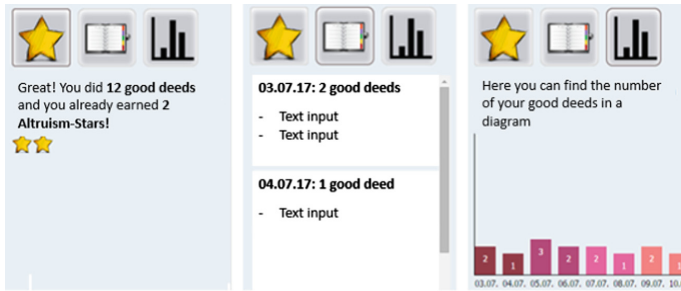 Great! You did 12 good deeds
and you already earned 2
Altruism-Stars!
03.07.17: 2 good deeds
- Text input
- Text input
04.07.17: 1 good deed
- Text input
Here you can find the number
of your good deeds in a
diagram
2 1 3 2 2 1 2 1
03.07. 04.07. 05.07. 06.07. 07.07. 08.07. 09.07. 10.0